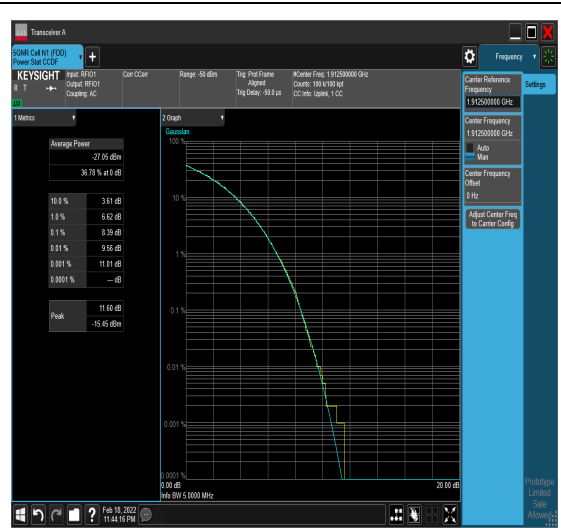 Transceiver A
5GNR Cell N1 (FDD)
Power Stat CCDF
Frequency
KEYSIGHT
R T
LXI
Input: RFIO1
Output: RFIO1
Coupling: AC
Corr CCorr
Range: -50 dBm
Trig: Prot Frame
Aligned
Trig Delay: -50.0 µs
#Center Freq: 1.912500000 GHz
Counts: 100 k/100 kpt
CC Info: Uplink, 1 CC
1 Metrics
Average Power
-27.05 dBm
36.78 % at 0 dB
10.0 % 3.61 dB
1.0 % 6.62 dB
0.1 % 8.39 dB
0.01 % 9.56 dB
0.001 % 11.01 dB
0.0001 % --- dB
Peak
11.60 dB
-15.45 dBm
2 Graph
Gaussian
100 %
10 %
1 %
0.1 %
0.01 %
0.001 %
0.0001 %
0.00 dB
20.00 dB
Info BW 5.0000 MHz
Carrier Reference
Frequency
1.912500000 GHz
Center Frequency
1.912500000 GHz
Auto
Man
Center Frequency
Offset
0 Hz
Adjust Center Freq
to Carrier Config
Settings
Prototype
Limited
Sale
Allowed
?
Feb 18, 2022
11:44:16 PM